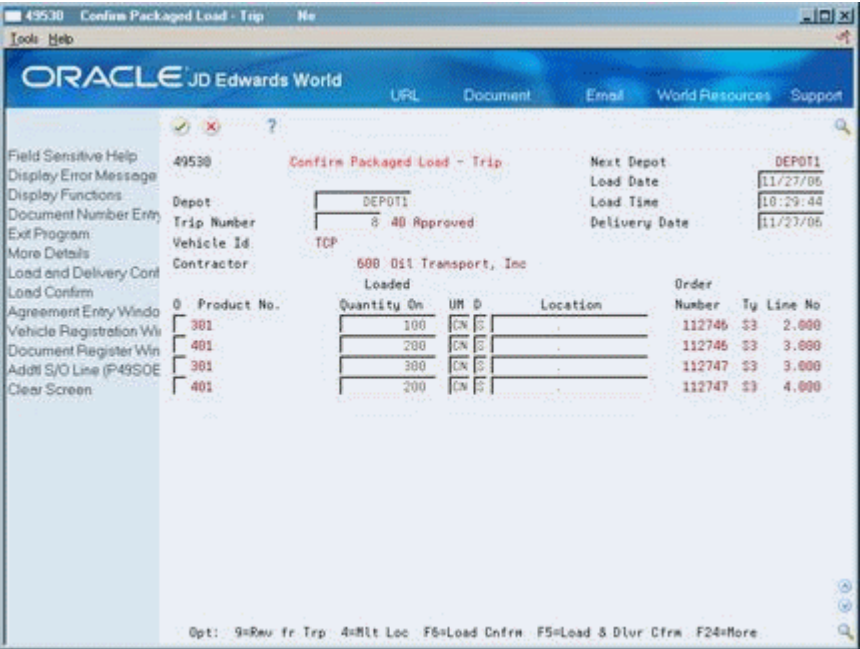 49530 Confirm Packaged Load - Trip No
Tools Help
ORACLE JD Edwards World
URL Document Email World Resources Support
?
Field Sensitive Help
Display Error Message
Display Functions
Document Number Entry
Exit Program
More Details
Load and Delivery Conf
Load Confirm
Agreement Entry Windo
Vehicle Registration Wi
Document Register Win
Addtl S/O Line (P49SOE
Clear Screen
49530 Confirm Packaged Load - Trip Next Depot DEPOT1
Load Date 11/27/06
Depot DEPOT1 Load Time 10:29:44
Trip Number 8 40 Approved Delivery Date 11/27/06
Vehicle Id TCP
Contractor 600 Oil Transport, Inc
Loaded Order
O Product No. Quantity On UM D Location Number Ty Line No
301 100 CN S . 112746 S3 2.000
401 200 CN S . 112746 S3 3.000
301 300 CN S . 112747 S3 3.000
401 200 CN S . 112747 S3 4.000
Opt: 9=Rmv fr Trp 4=Mlt Loc F6=Load Cnfrm F5=Load & Dlvr Cfrm F24=More